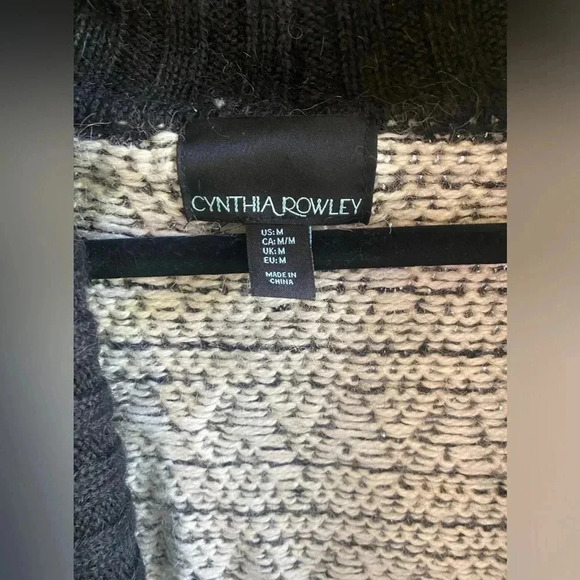 CYNTHIA ROWLEY
US: M
CA: M/M
UK: M
EU: M
MADE IN
CHINA